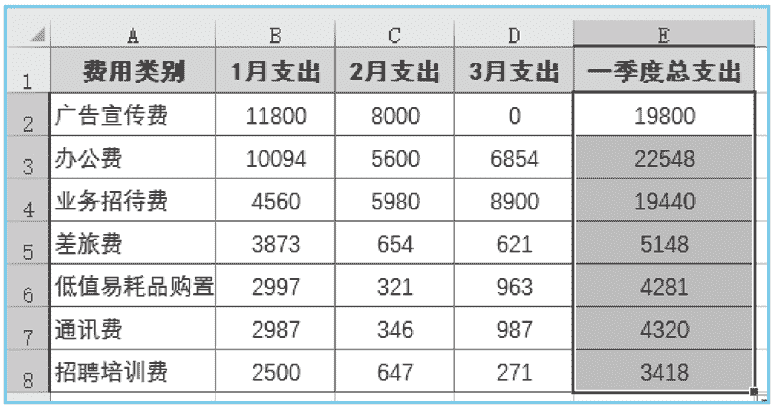 A B C D E
1 费用类别 1月支出 2月支出 3月支出 一季度总支出
2 广告宣传费 11800 8000 0 19800
3 办公费 10094 5600 6854 22548
4 业务招待费 4560 5980 8900 19440
5 差旅费 3873 654 621 5148
6 低值易耗品购置 2997 321 963 4281
7 通讯费 2987 346 987 4320
8 招聘培训费 2500 647 271 3418